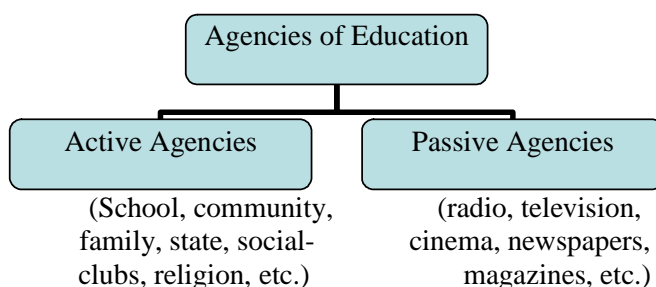 Agencies of Education
Active Agencies
Passive Agencies
(School, community,
family, state, social-
clubs, religion, etc.)
(radio, television,
cinema, newspapers,
magazines, etc.)